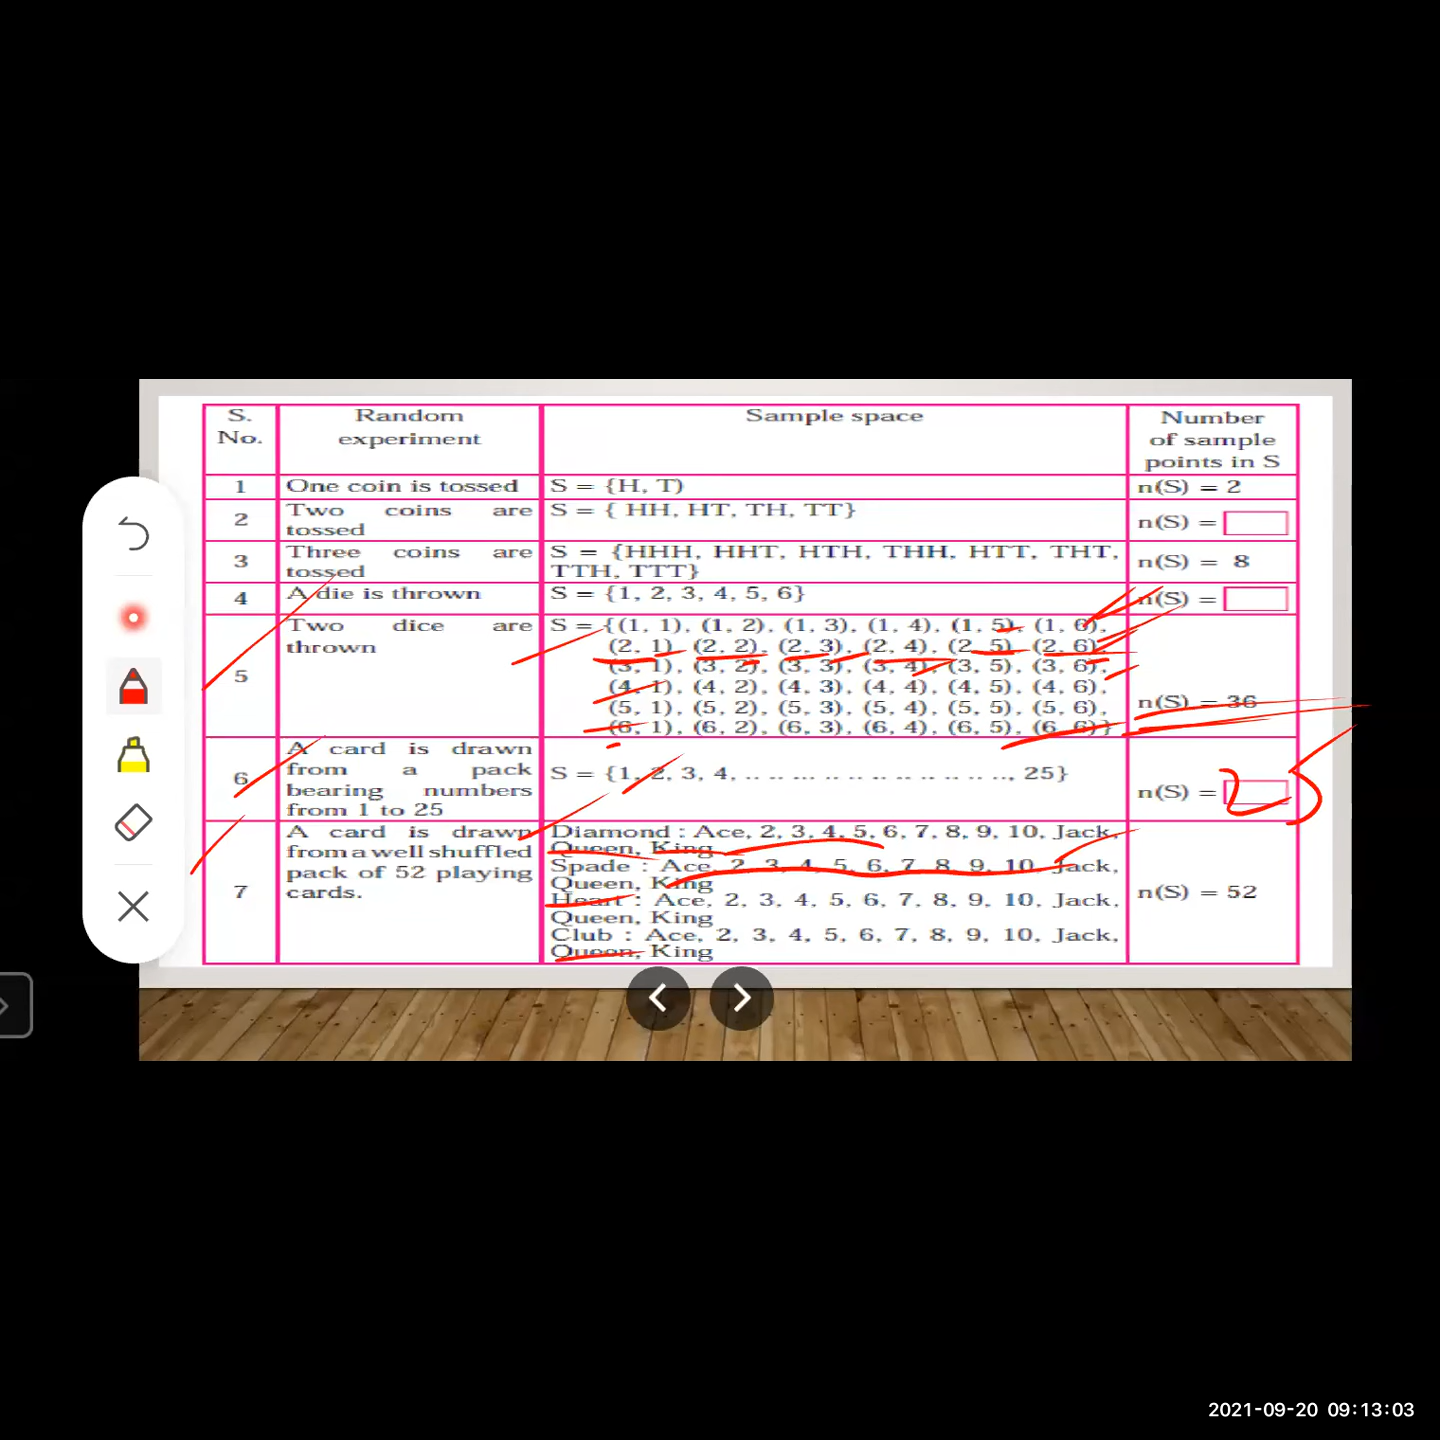 S. No.
Random experiment
Sample space
Number of sample points in S
1
One coin is tossed
S = {H, T)
n(S) = 2
2
Two coins are
tossed
S = { HH, HT, TH, TT}
n(S) =
3
Three coins are
tossed
S = {HHH, HHT, HTH, THH, HTT, THT,
TTH, TTT}
n(S) = 8
4
A die is thrown
S = {1, 2, 3, 4, 5, 6}
n(S) =
5
Two dice are
thrown
S = {(1, 1), (1, 2), (1, 3), (1, 4), (1, 5), (1, 6),
(2, 1), (2, 2), (2, 3), (2, 4), (2, 5), (2, 6),
(3, 1), (3, 2), (3, 3), (3, 4), (3, 5), (3, 6),
(4, 1), (4, 2), (4, 3), (4, 4), (4, 5), (4, 6),
(5, 1), (5, 2), (5, 3), (5, 4), (5, 5), (5, 6),
(6, 1), (6, 2), (6, 3), (6, 4), (6, 5), (6, 6)}
n(S) = 36
6
A card is drawn
from a pack
bearing numbers
from 1 to 25
S = {1, 2, 3, 4, .. .. ... .. .. .. .. .. .. .. .., 25}
n(S) = 25
7
A card is drawn
from a well shuffled
pack of 52 playing
cards.
Diamond : Ace, 2, 3, 4, 5, 6, 7, 8, 9, 10, Jack,
Queen, King
Spade : Ace, 2, 3, 4, 5, 6, 7, 8, 9, 10, Jack,
Queen, King
Heart : Ace, 2, 3, 4, 5, 6, 7, 8, 9, 10, Jack,
Queen, King
Club : Ace, 2, 3, 4, 5, 6, 7, 8, 9, 10, Jack,
Queen, King
n(S) = 52
2021-09-20 09:13:03